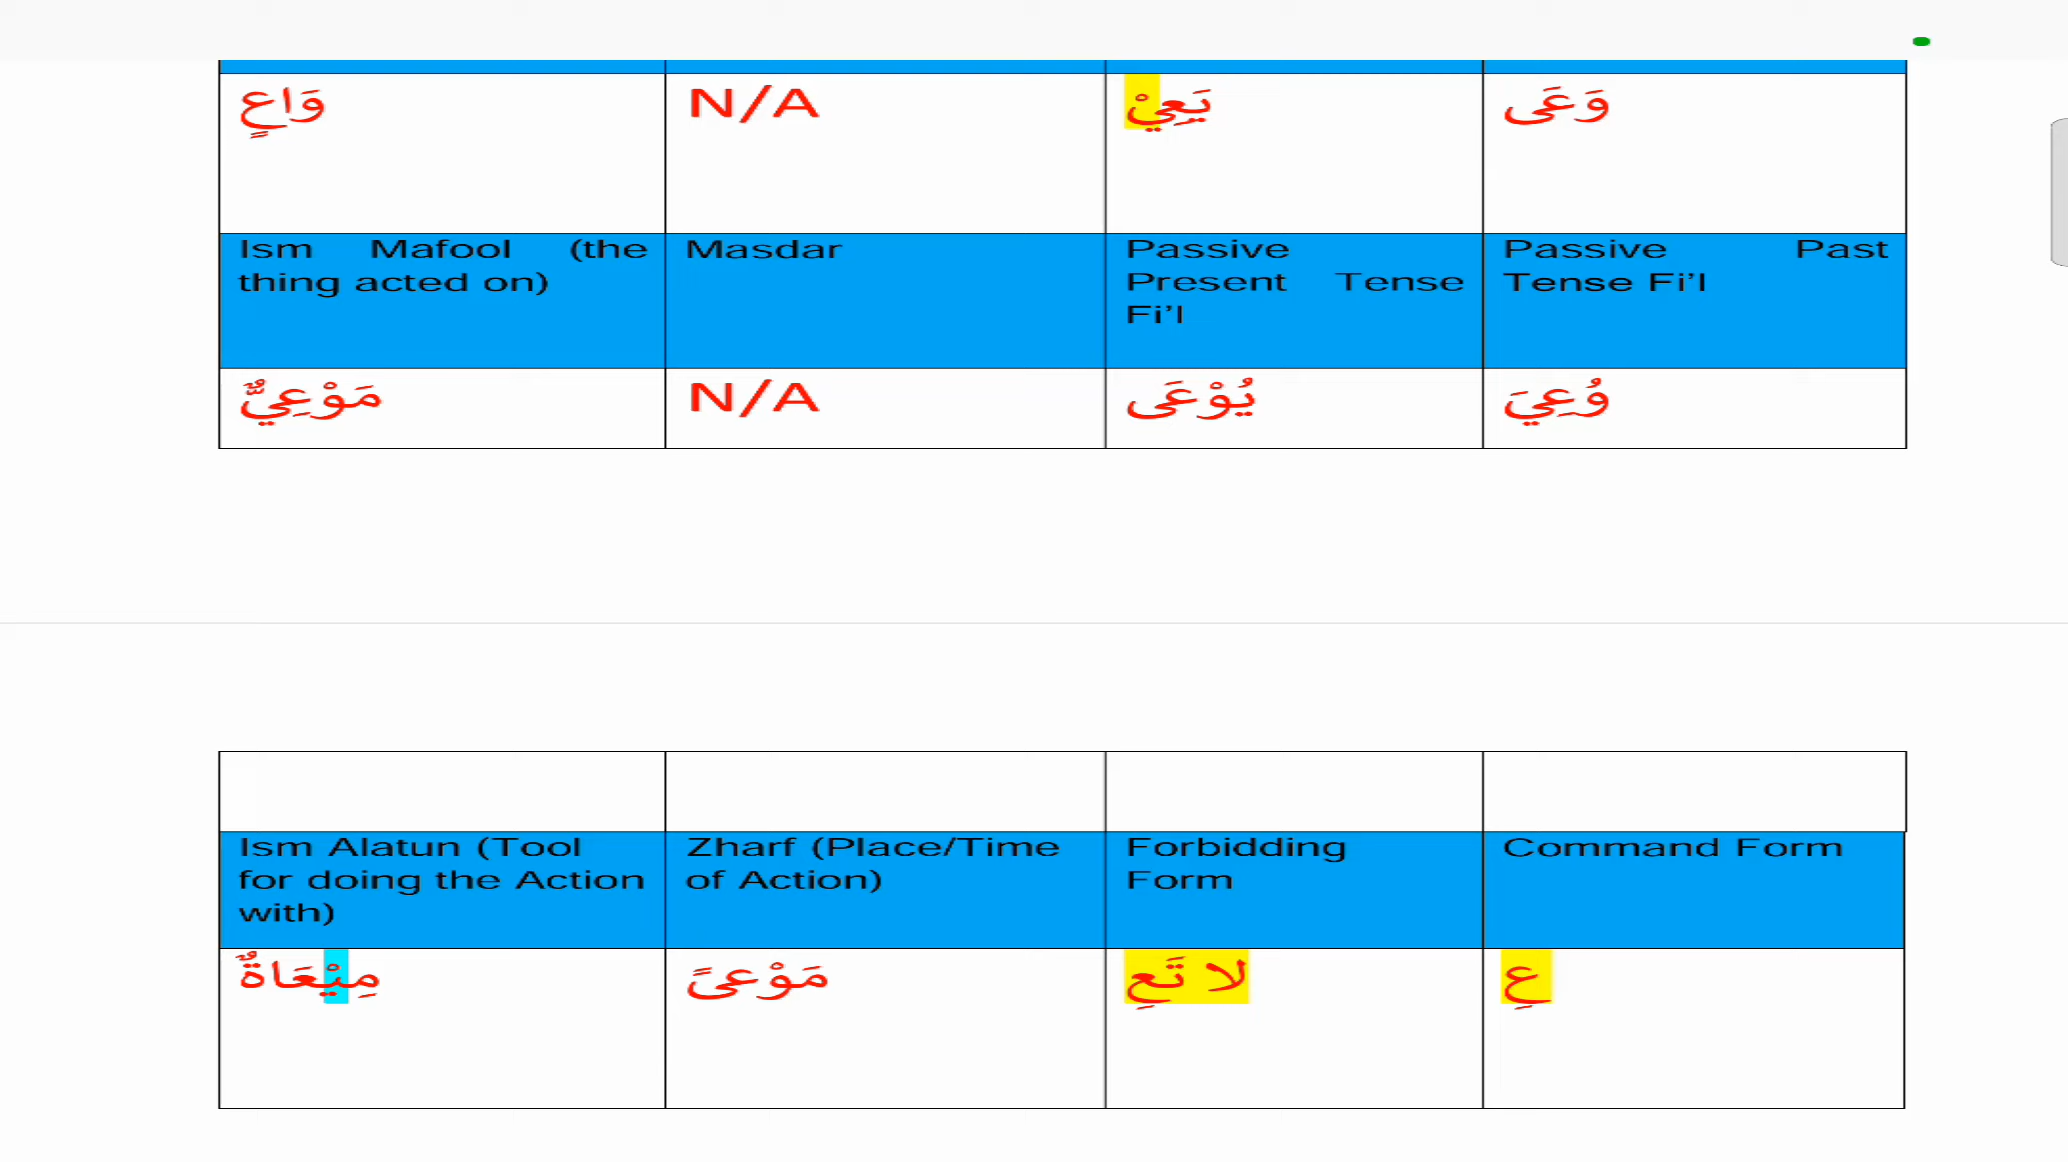 وَاعٍ N/A يَعِيْ وَعَى
Ism Mafool (the thing acted on)
Masdar
Passive Present Tense Fi’l
Passive Past Tense Fi’l
مَوْعِيٌّ N/A يُوْعَى وُعِيَ
Ism Alatun (Tool for doing the Action with)
Zharf (Place/Time of Action)
Forbidding Form
Command Form
مِيْعَاةٌ مَوْعىً لا تَعِ عِ